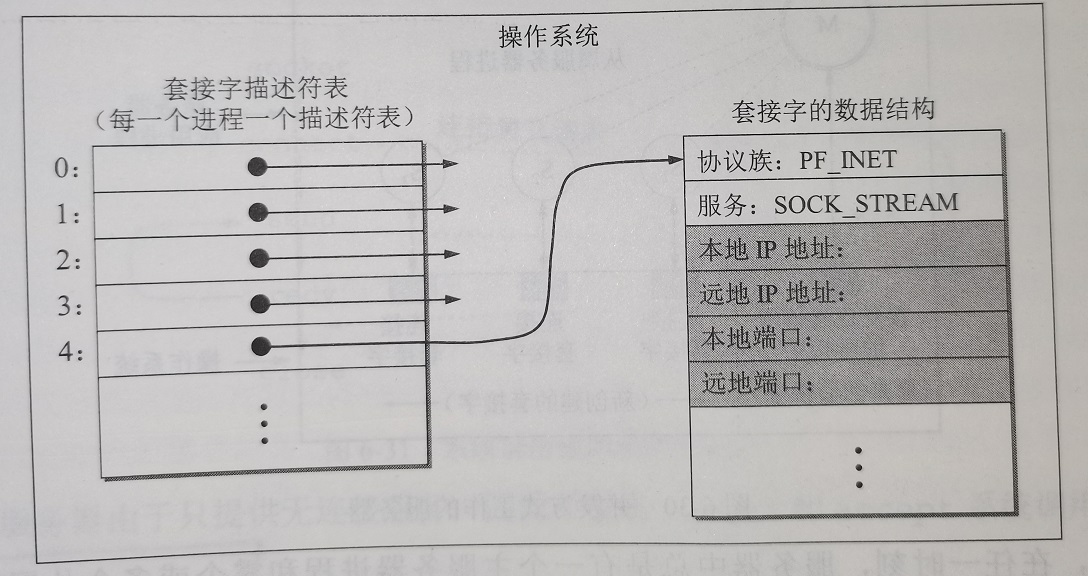 操作系统
套接字描述符表
（每一个进程一个描述符表）
0：
1：
2：
3：
4：
套接字的数据结构
协议族：PF_INET
服务：SOCK_STREAM
本地 IP 地址：
远地 IP 地址：
本地端口：
远地端口：